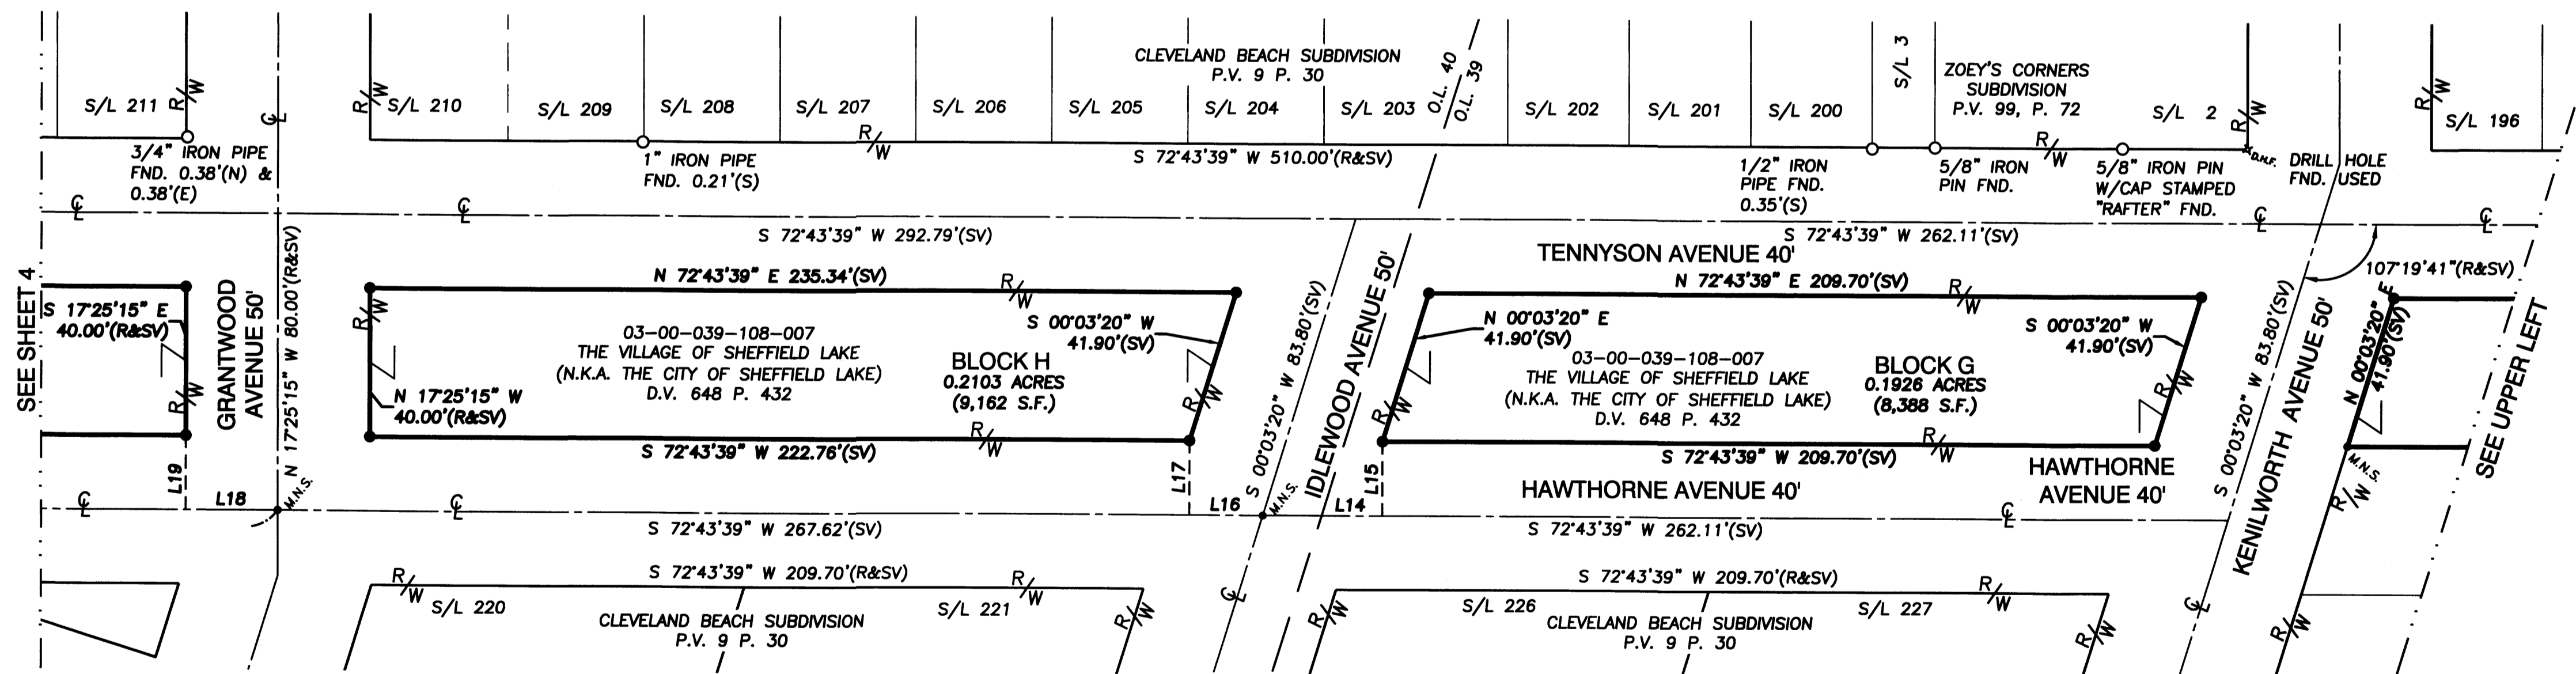 CLEVELAND BEACH SUBDIVISION
P.V. 9 P. 30
O.L. 40
O.L. 39
S/L 3
ZOEY'S CORNERS
SUBDIVISION
P.V. 99, P. 72
S/L 211
R/W
S/L 210
R/W
S/L 209
S/L 208
S/L 207
S/L 206
S/L 205
S/L 204
S/L 203
S/L 202
S/L 201
S/L 200
S/L 2
R/W
R/W
S/L 196
CL
3/4" IRON PIPE
FND. 0.38'(N) &
0.38'(E)
1" IRON PIPE
FND. 0.21'(S)
R/W
S 72°43'39" W 510.00'(R&SV)
1/2" IRON
PIPE FND.
0.35'(S)
5/8" IRON
PIN FND.
R/W
5/8" IRON PIN
W/CAP STAMPED
"RAFTER" FND.
D.H.F.
DRILL HOLE
FND. USED
CL
CL
CL
CL
S 72°43'39" W 292.79'(SV)
S 72°43'39" W 262.11'(SV)
TENNYSON AVENUE 40'
107°19'41"(R&SV)
SEE SHEET 4
S 17°25'15" E
40.00'(R&SV)
R/W
GRANTWOOD
AVENUE 50'
N 17°25'15" W 80.00'(R&SV)
N 72°43'39" E 235.34'(SV)
R/W
R/W
N 17°25'15" W
40.00'(R&SV)
03-00-039-108-007
THE VILLAGE OF SHEFFIELD LAKE
(N.K.A. THE CITY OF SHEFFIELD LAKE)
D.V. 648 P. 432
BLOCK H
0.2103 ACRES
(9,162 S.F.)
S 00°03'20" W
41.90'(SV)
R/W
R/W
S 72°43'39" W 222.76'(SV)
S 00°03'20" W 83.80'(SV)
IDLEWOOD AVENUE 50'
N 72°43'39" E 209.70'(SV)
R/W
N 00°03'20" E
41.90'(SV)
R/W
03-00-039-108-007
THE VILLAGE OF SHEFFIELD LAKE
(N.K.A. THE CITY OF SHEFFIELD LAKE)
D.V. 648 P. 432
BLOCK G
0.1926 ACRES
(8,388 S.F.)
S 00°03'20" W
41.90'(SV)
R/W
R/W
S 72°43'39" W 209.70'(SV)
S 00°03'20" W 83.80'(SV)
KENILWORTH AVENUE 50'
N 00°03'20" E
41.90'(SV)
SEE UPPER LEFT
L19
L18
M.N.S.
L17
L16
M.N.S.
L15
L14
HAWTHORNE AVENUE 40'
HAWTHORNE
AVENUE 40'
M.N.S.
R/W
CL
CL
CL
S 72°43'39" W 267.62'(SV)
S 72°43'39" W 262.11'(SV)
S 72°43'39" W 209.70'(R&SV)
R/W
S/L 220
R/W
S/L 221
R/W
CLEVELAND BEACH SUBDIVISION
P.V. 9 P. 30
CL
S 72°43'39" W 209.70'(R&SV)
R/W
S/L 226
R/W
S/L 227
R/W
CLEVELAND BEACH SUBDIVISION
P.V. 9 P. 30
CL
R/W